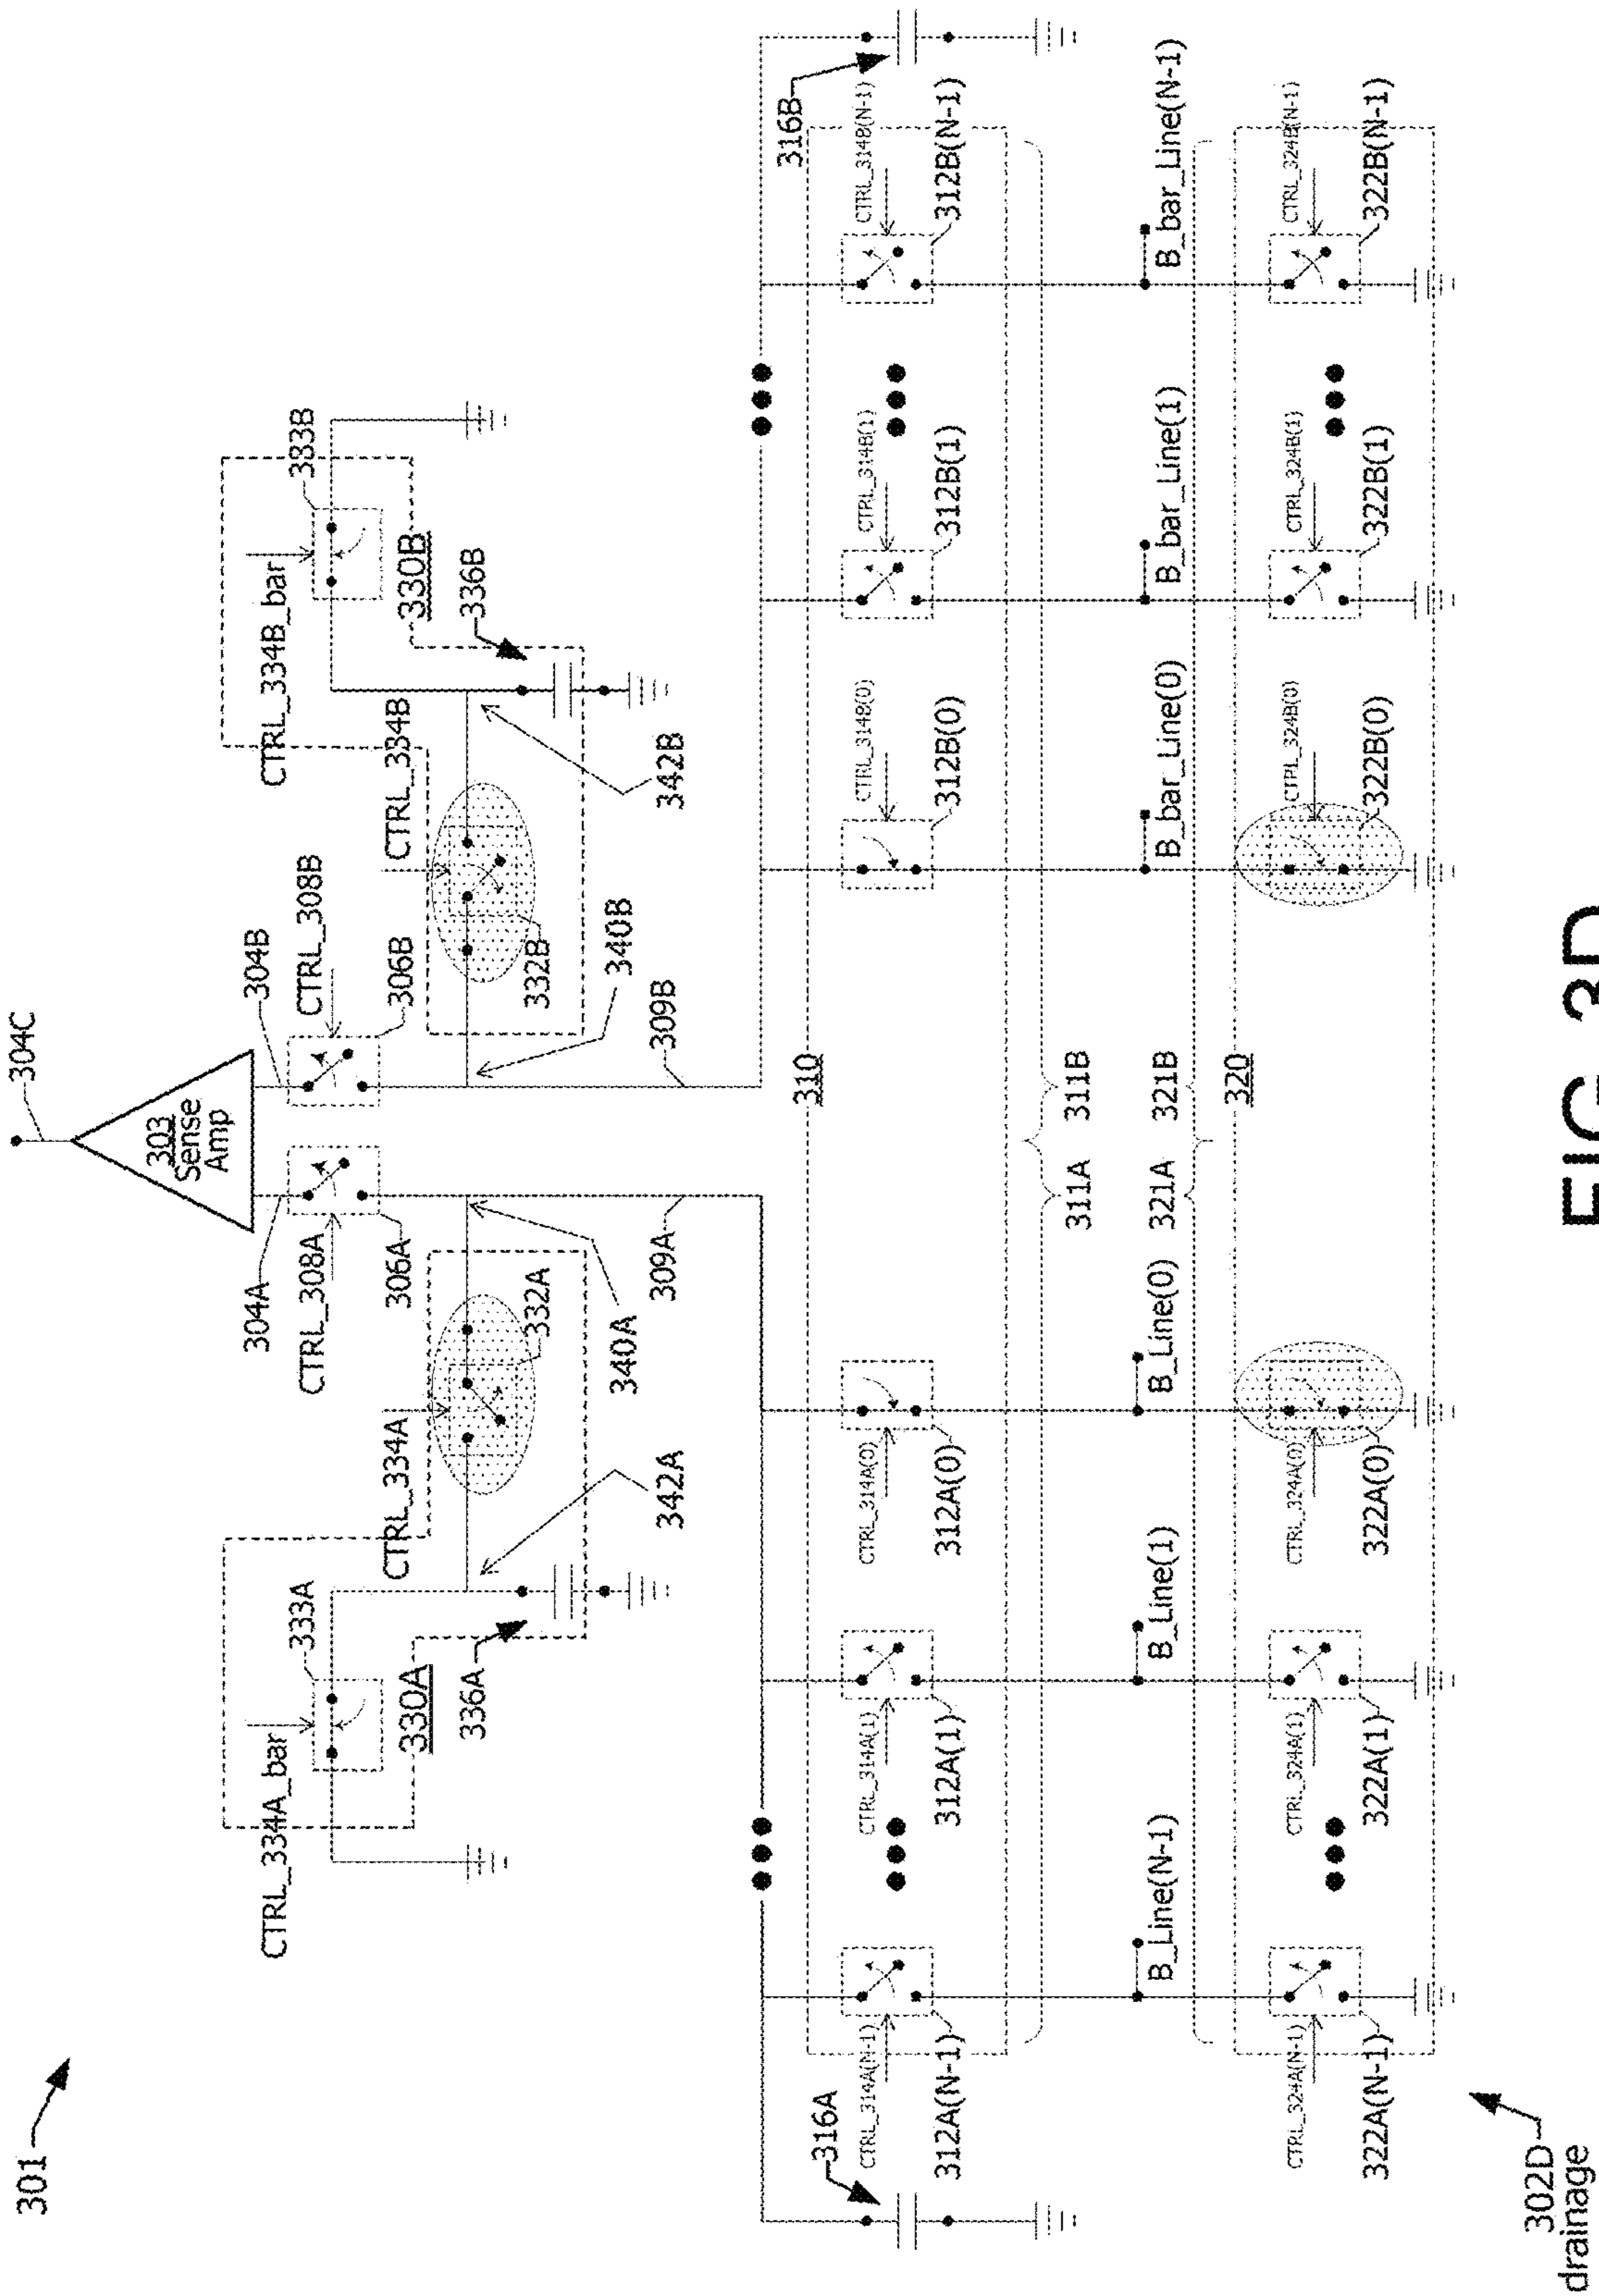 301
304C
303
Sense
Amp
304A
304B
CTRL_308A
CTRL_308B
306A
306B
CTRL_334A_bar
333A
CTRL_334B_bar
333B
CTRL_334A
CTRL_334B
330A
330B
332A
332B
336A
336B
342A
340A
340B
342B
309A
309B
316A
310
316B
CTRL_314A(N-1)
CTRL_314A(1)
CTRL_314A(0)
CTRL_314B(0)
CTRL_314B(1)
CTRL_314B(N-1)
312A(N-1)
312A(1)
312A(0)
312B(0)
312B(1)
312B(N-1)
311A
311B
B_Line(N-1)
B_Line(1)
B_Line(0)
321A
321B
B_bar_Line(0)
B_bar_Line(1)
B_bar_Line(N-1)
320
CTRL_324A(N-1)
CTRL_324A(1)
CTRL_324A(0)
CTRL_324B(0)
CTRL_324B(1)
CTRL_324B(N-1)
322A(N-1)
322A(1)
322A(0)
322B(0)
322B(1)
322B(N-1)
302D
drainage
FIG. 3D